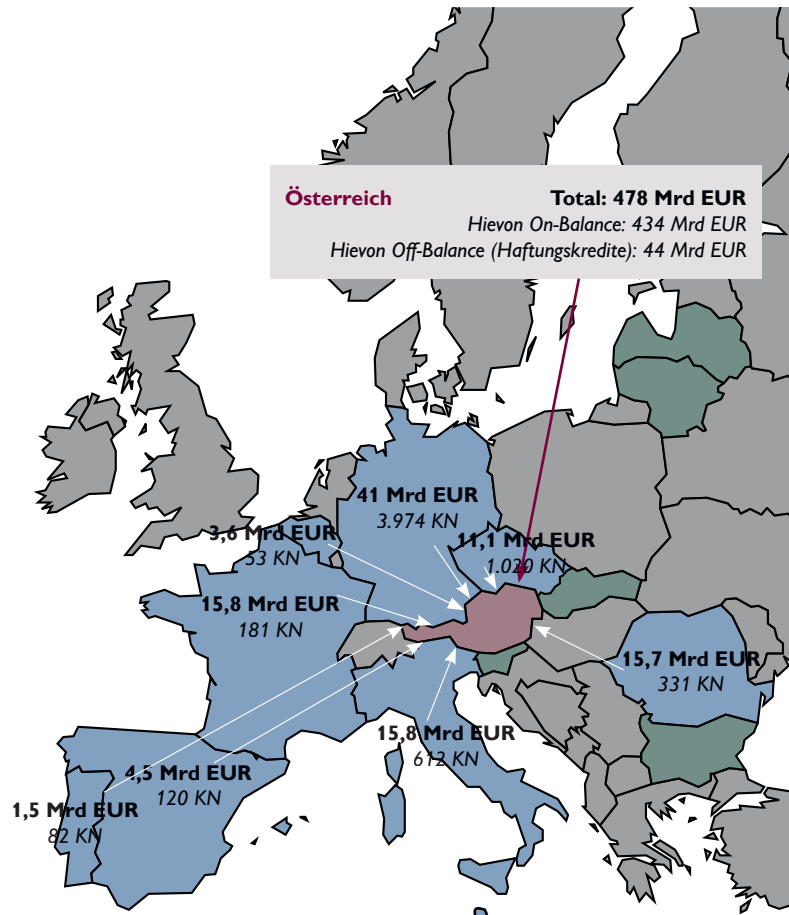 Österreich Total: 478 Mrd EUR
Hievon On-Balance: 434 Mrd EUR
Hievon Off-Balance (Haftungskredite): 44 Mrd EUR
41 Mrd EUR
3.974 KN
3,6 Mrd EUR
53 KN
11,1 Mrd EUR
1.020 KN
15,8 Mrd EUR
181 KN
15,7 Mrd EUR
331 KN
15,8 Mrd EUR
612 KN
4,5 Mrd EUR
120 KN
1,5 Mrd EUR
82 KN